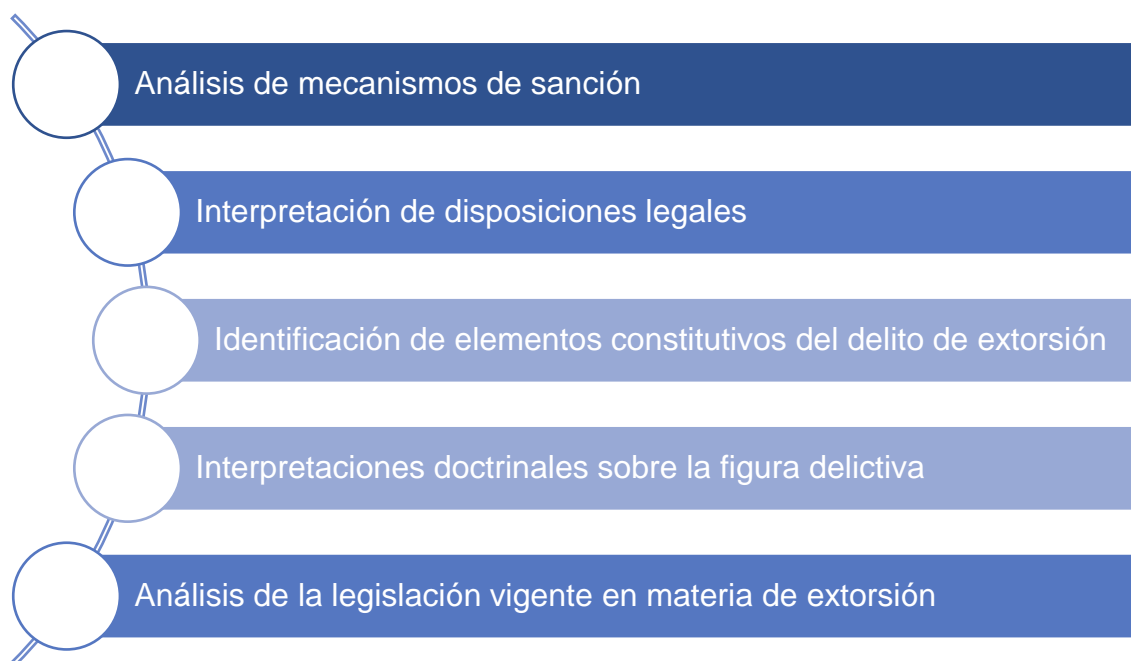 Análisis de mecanismos de sanción
Interpretación de disposiciones legales
Identificación de elementos constitutivos del delito de extorsión
Interpretaciones doctrinales sobre la figura delictiva
Análisis de la legislación vigente en materia de extorsión